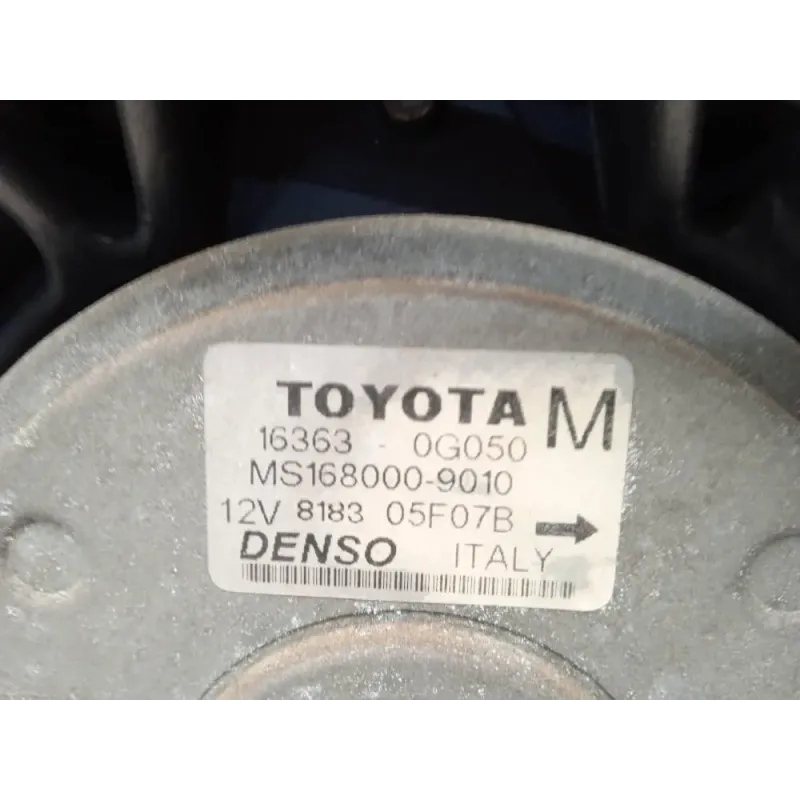 TOYOTA M
16363 - 0G050
MS168000-9010
12V 8183 05F07B
DENSO ITALY